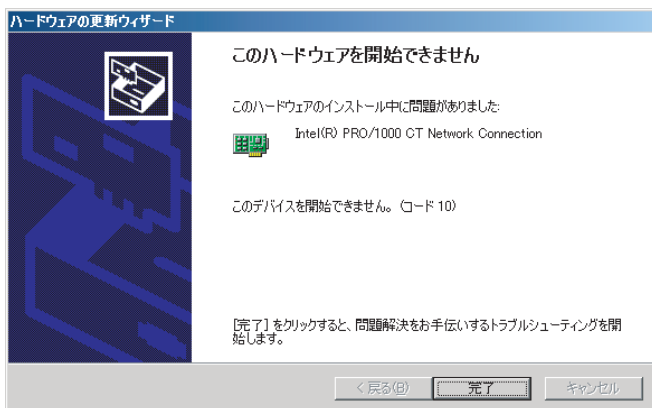 ハードウェアの更新ウィザード
このハードウェアを開始できません
このハードウェアのインストール中に問題がありました:
Intel(R) PRO/1000 CT Network Connection
このデバイスを開始できません。（コード 10）
[完了] をクリックすると、問題解決をお手伝いするトラブルシューティングを開
始します。
< 戻る(B)
完了
キャンセル